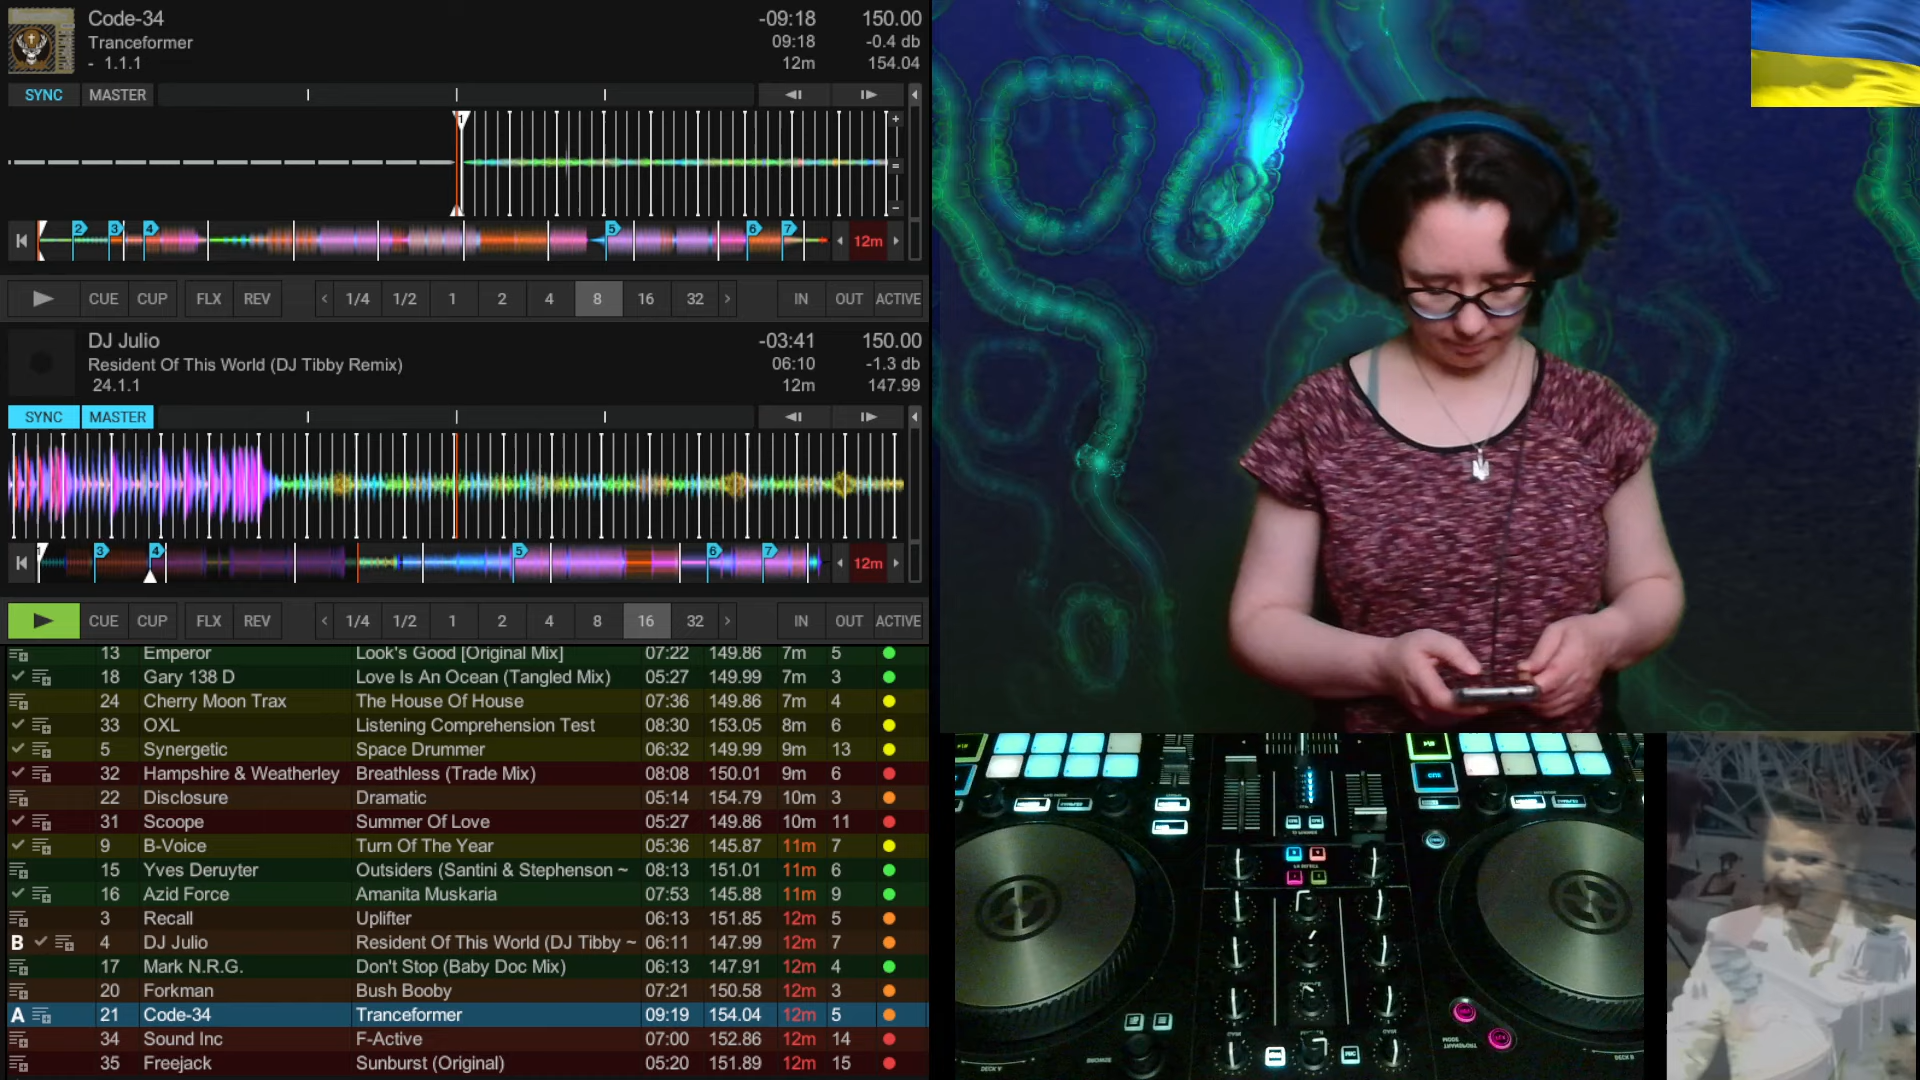 Code-34 -09:18 150.00
Tranceformer 09:18 -0.4 db
- 1.1.1 12m 154.04
SYNC MASTER
1
+
=
−
2 3 4 5 6 7 12m
CUE CUP FLX REV 1/4 1/2 1 2 4 8 16 32 IN OUT ACTIVE
DJ Julio -03:41 150.00
Resident Of This World (DJ Tibby Remix) 06:10 -1.3 db
24.1.1 12m 147.99
SYNC MASTER
1 3 4 5 6 7 12m
CUE CUP FLX REV 1/4 1/2 1 2 4 8 16 32 IN OUT ACTIVE
13 Emperor Look's Good [Original Mix] 07:22 149.86 7m 5
18 Gary 138 D Love Is An Ocean (Tangled Mix) 05:27 149.99 7m 3
24 Cherry Moon Trax The House Of House 07:36 149.86 7m 4
33 OXL Listening Comprehension Test 08:30 153.05 8m 6
5 Synergetic Space Drummer 06:32 149.99 9m 13
32 Hampshire & Weatherley Breathless (Trade Mix) 08:08 150.01 9m 6
22 Disclosure Dramatic 05:14 154.79 10m 3
31 Scoope Summer Of Love 05:27 149.86 10m 11
9 B-Voice Turn Of The Year 05:36 145.87 11m 7
15 Yves Deruyter Outsiders (Santini & Stephenson ~ 08:13 151.01 11m 6
16 Azid Force Amanita Muskaria 07:53 145.88 11m 9
3 Recall Uplifter 06:13 151.85 12m 5
B 4 DJ Julio Resident Of This World (DJ Tibby ~ 06:11 147.99 12m 7
17 Mark N.R.G. Don't Stop (Baby Doc Mix) 06:13 147.91 12m 4
20 Forkman Bush Booby 07:21 150.58 12m 3
A 21 Code-34 Tranceformer 09:19 154.04 12m 5
34 Sound Inc F-Active 07:00 152.86 12m 14
35 Freejack Sunburst (Original) 05:20 151.89 12m 15